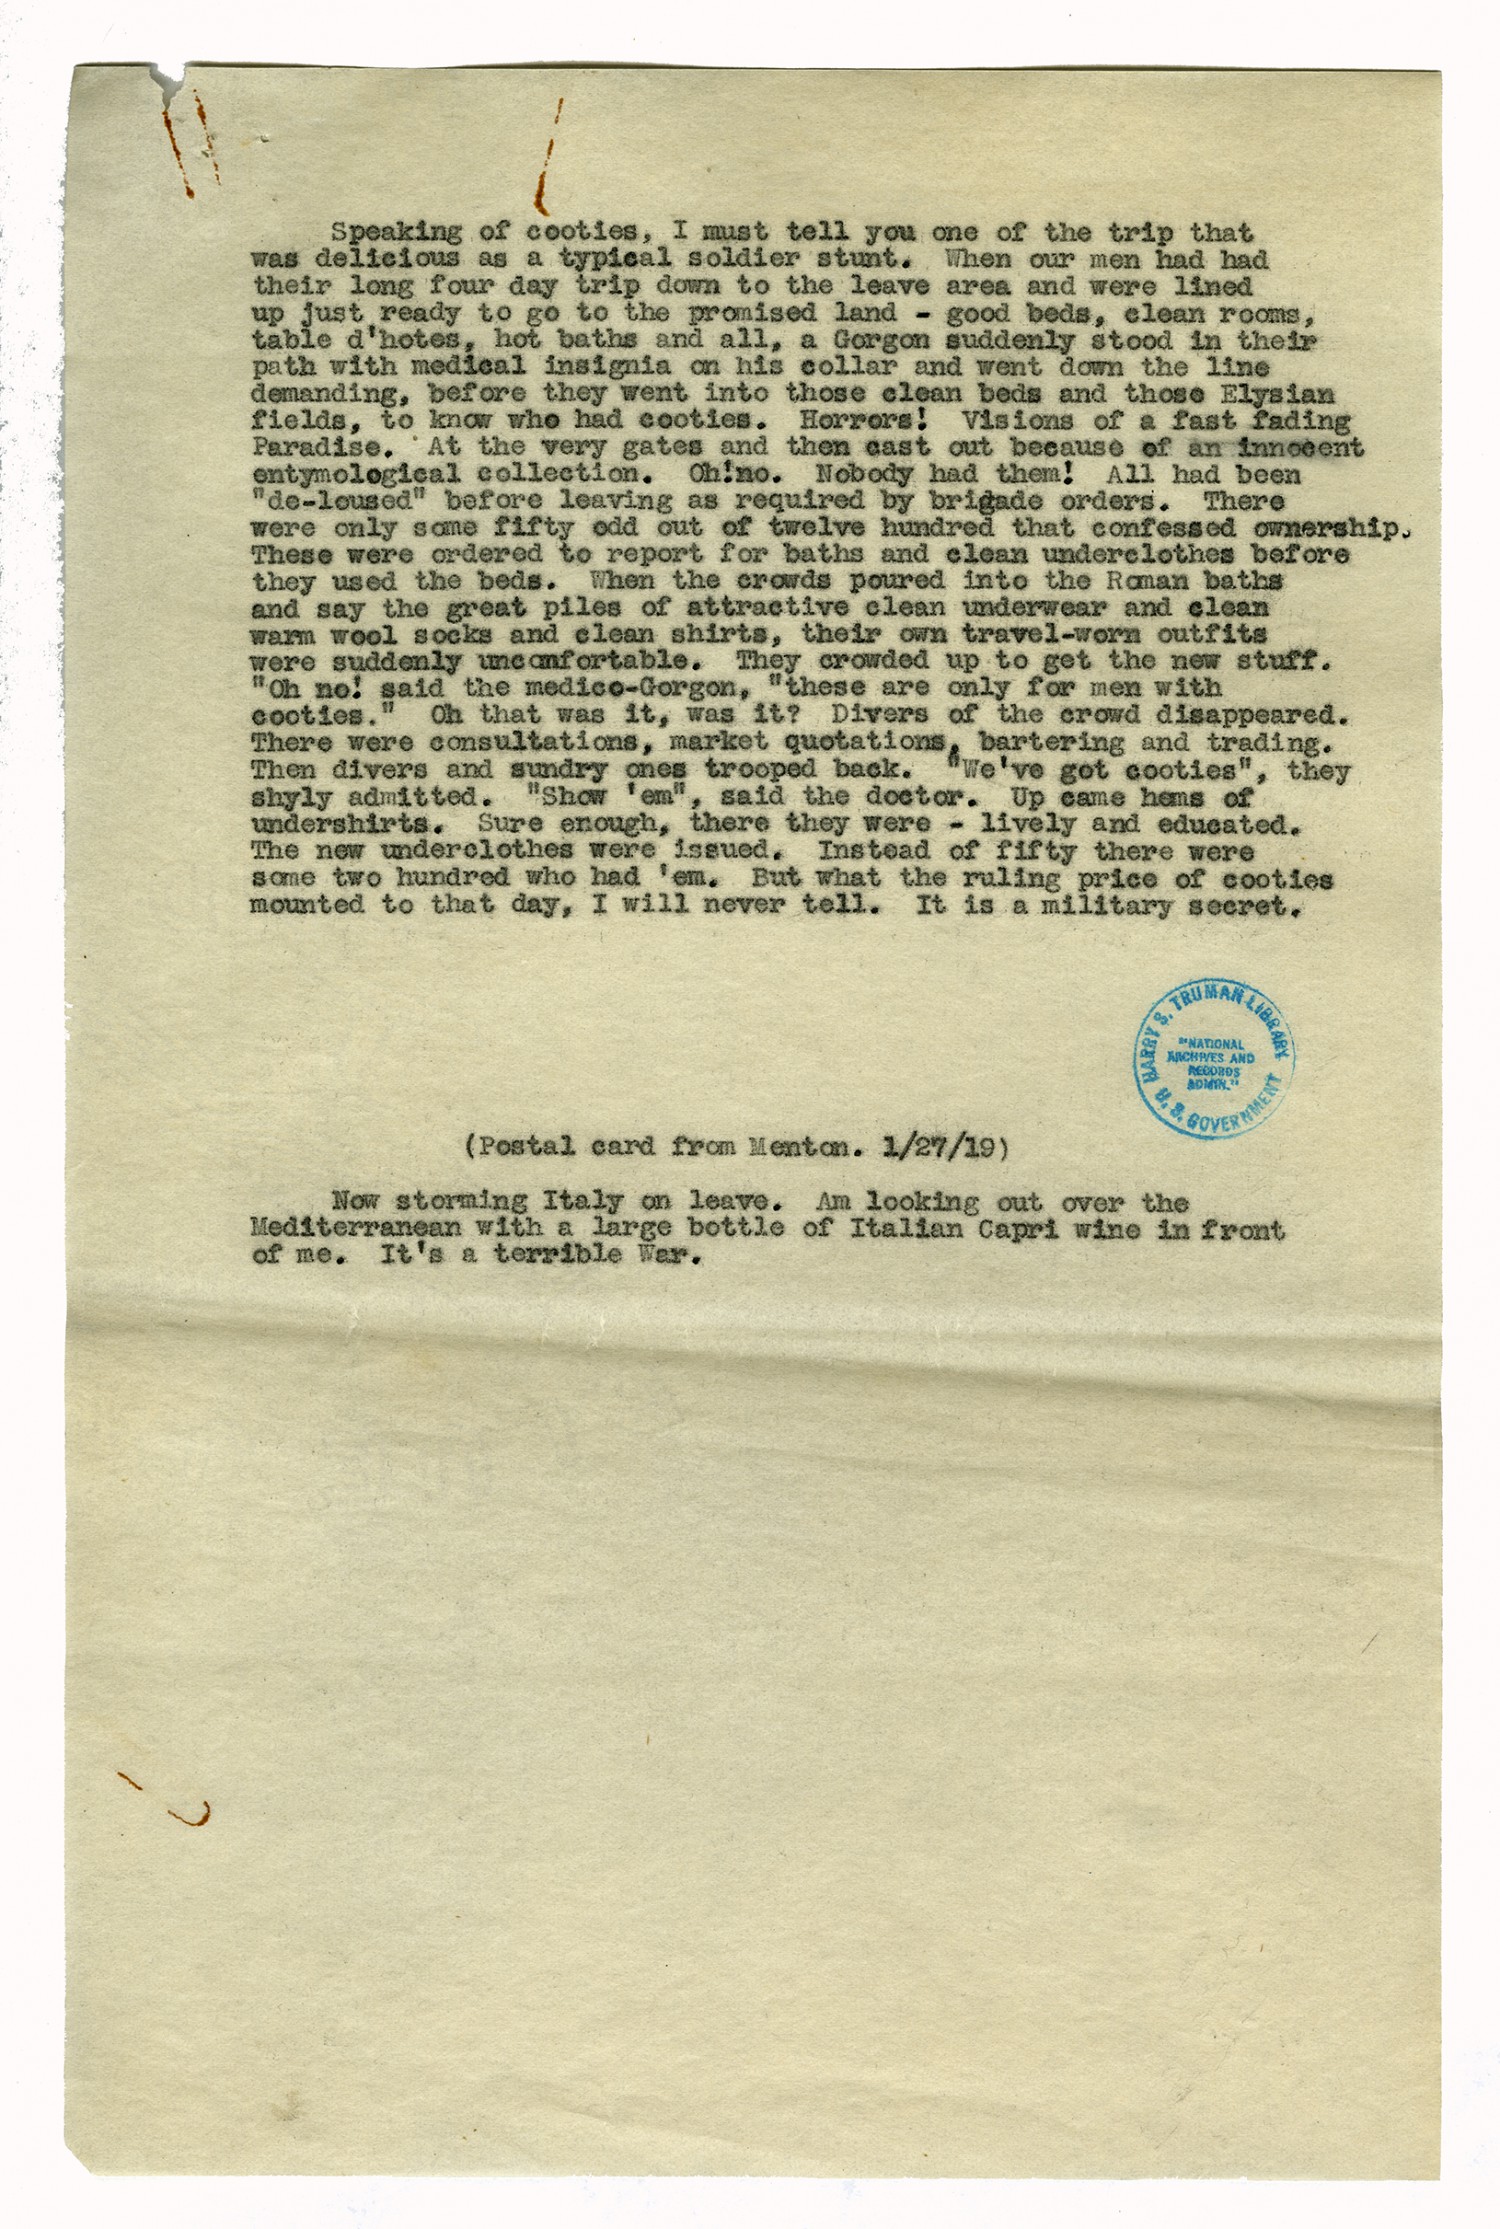 Speaking of cooties, I must tell you one of the trip that
was delicious as a typical soldier stunt.  When our men had had
their long four day trip down to the leave area and were lined
up just ready to go to the promised land - good beds, clean rooms,
table d'hotes, hot baths and all, a Gorgon suddenly stood in their
path with medical insignia on his collar and went down the line
demanding, before they went into those clean beds and those Elysian
fields, to know who had cooties.  Horrors!  Visions of a fast fading
Paradise.  At the very gates and then cast out because of an innocent
entymological collection.  Oh!no.  Nobody had them!  All had been
"de-loused" before leaving as required by brigade orders.  There
were only some fifty odd out of twelve hundred that confessed ownership.
These were ordered to report for baths and clean underclothes before
they used the beds.  When the crowds poured into the Roman baths
and say the great piles of attractive clean underwear and clean
warm wool socks and clean shirts, their own travel-worn outfits
were suddenly uncomfortable.  They crowded up to get the new stuff.
"Oh no! said the medico-Gorgon, "these are only for men with
cooties."  Oh that was it, was it?  Divers of the crowd disappeared.
There were consultations, market quotations, bartering and trading.
Then divers and sundry ones trooped back.  "We've got cooties", they
shyly admitted.  "Show 'em", said the doctor.  Up came hems of
undershirts.  Sure enough, there they were - lively and educated.
The new underclothes were issued.  Instead of fifty there were
some two hundred who had 'em.  But what the ruling price of cooties
mounted to that day, I will never tell.  It is a military secret.
HARRY S. TRUMAN LIBRARY
"NATIONAL
ARCHIVES AND
RECORDS
ADMIN."
U. S. GOVERNMENT
(Postal card from Menton. 1/27/19)
Now storming Italy on leave.  Am looking out over the
Mediterranean with a large bottle of Italian Capri wine in front
of me.  It's a terrible War.